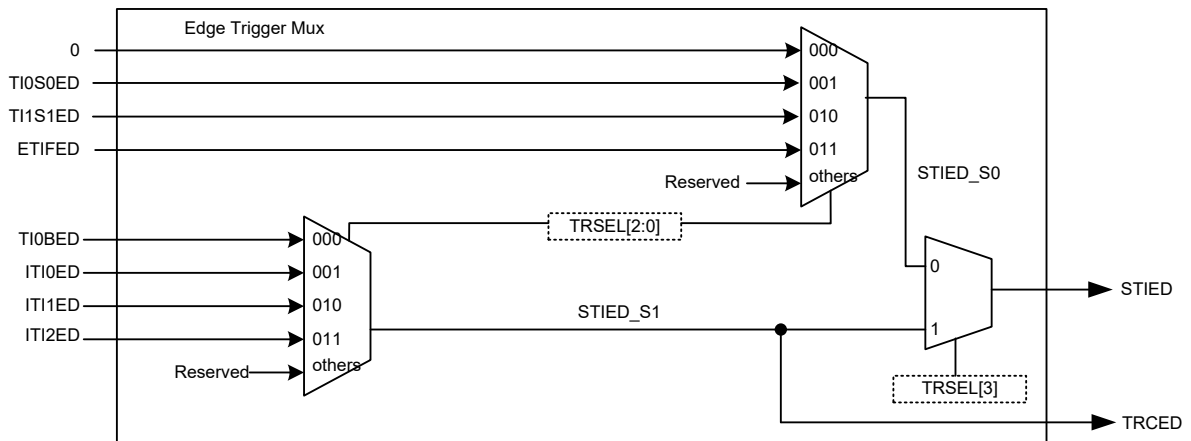 Edge Trigger Mux
0
000
TI0S0ED
001
TI1S1ED
010
ETIFED
011
Reserved
others
STIED_S0
TRSEL[2:0]
TI0BED
000
ITI0ED
001
ITI1ED
010
ITI2ED
011
Reserved
others
STIED_S1
0
1
STIED
TRSEL[3]
TRCED